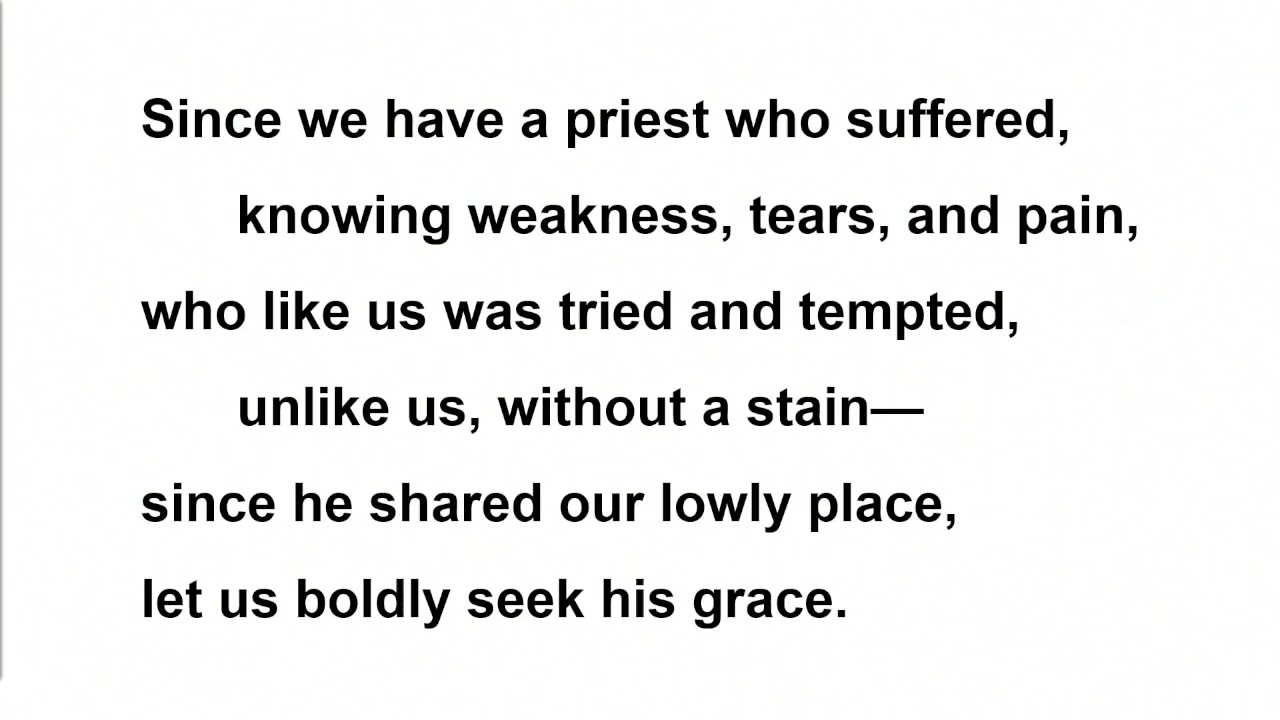 Since we have a priest who suffered,
knowing weakness, tears, and pain,
who like us was tried and tempted,
unlike us, without a stain—
since he shared our lowly place,
let us boldly seek his grace.